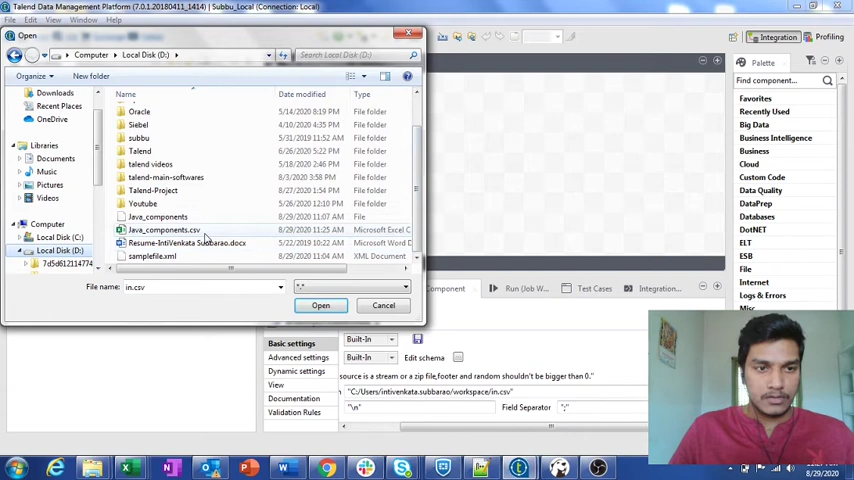 Talend Data Management Platform (7.0.1.20180411_1414) | Subbu_Local (Connection: Local)
File
Window
Help
Open
Computer Local Disk (D:)
Search Local Disk (D:)
Integration
Profiling
Organize
New folder
Palette
Find component...
Name
Date modified
Type
Downloads
Recent Places
OneDrive
Libraries
Documents
Music
Pictures
Videos
Computer
Local Disk (C:)
Local Disk (D:)
7d5d612114774
Oracle 5/14/2020 8:19 PM File folder
Siebel 4/10/2020 4:35 PM File folder
subbu 5/31/2019 11:52 AM File folder
Talend 6/26/2020 5:22 PM File folder
talend videos 5/18/2020 2:46 PM File folder
talend-main-softwares 8/3/2020 3:58 PM File folder
Talend-Project 8/27/2020 1:54 PM File folder
Youtube 5/26/2020 12:10 PM File folder
Java_components 8/29/2020 11:07 AM File
Java_components.csv 8/29/2020 11:25 AM Microsoft Excel C
Resume-IntiVenkata Subbarao.docx 5/22/2019 10:22 AM Microsoft Word D
samplefile.xml 8/29/2020 11:04 AM XML Document
File name: in.csv
*.*
Open
Cancel
Favorites
Recently Used
Big Data
Business Intelligence
Business
Cloud
Custom Code
Data Quality
DataPrep
Databases
DotNET
ELT
ESB
File
Internet
Logs & Errors
Component
Run (Job W...
Test Cases
Integration...
Basic settings
Advanced settings
Dynamic settings
View
Documentation
Validation Rules
Built-In
Built-In
Edit schema
source is a stream or a zip file,footer and random shouldn't be bigger than 0."
"C:/Users/intivenkata.subbarao/workspace/in.csv"
"\n"
Field Separator
";"
8/29/2020